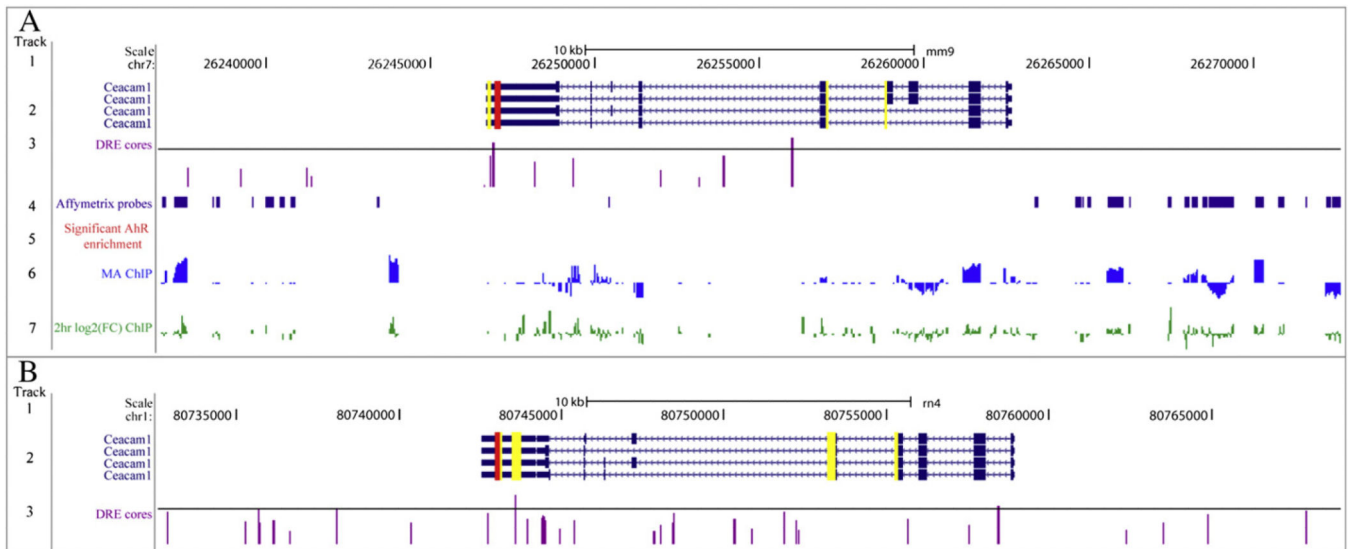 A
Track
1
Scale
10 kb
mm9
chr7:
26240000
26245000
26250000
26255000
26260000
26265000
26270000
2
Ceacam1
Ceacam1
Ceacam1
Ceacam1
3
DRE cores
4
Affymetrix probes
5
Significant AhR
enrichment
6
MA ChIP
7
2hr log2(FC) ChIP
B
Track
1
Scale
10 kb
rn4
chr1:
80735000
80740000
80745000
80750000
80755000
80760000
80765000
2
Ceacam1
Ceacam1
Ceacam1
Ceacam1
3
DRE cores